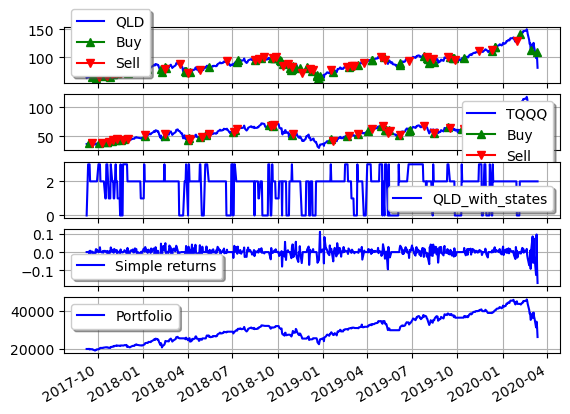 150
100
QLD
Buy
Sell
100
50
TQQQ
Buy
Sell
2
0
QLD_with_states
0.1
0.0
−0.1
Simple returns
40000
20000
Portfolio
2017-10
2018-01
2018-04
2018-07
2018-10
2019-01
2019-04
2019-07
2019-10
2020-01
2020-04